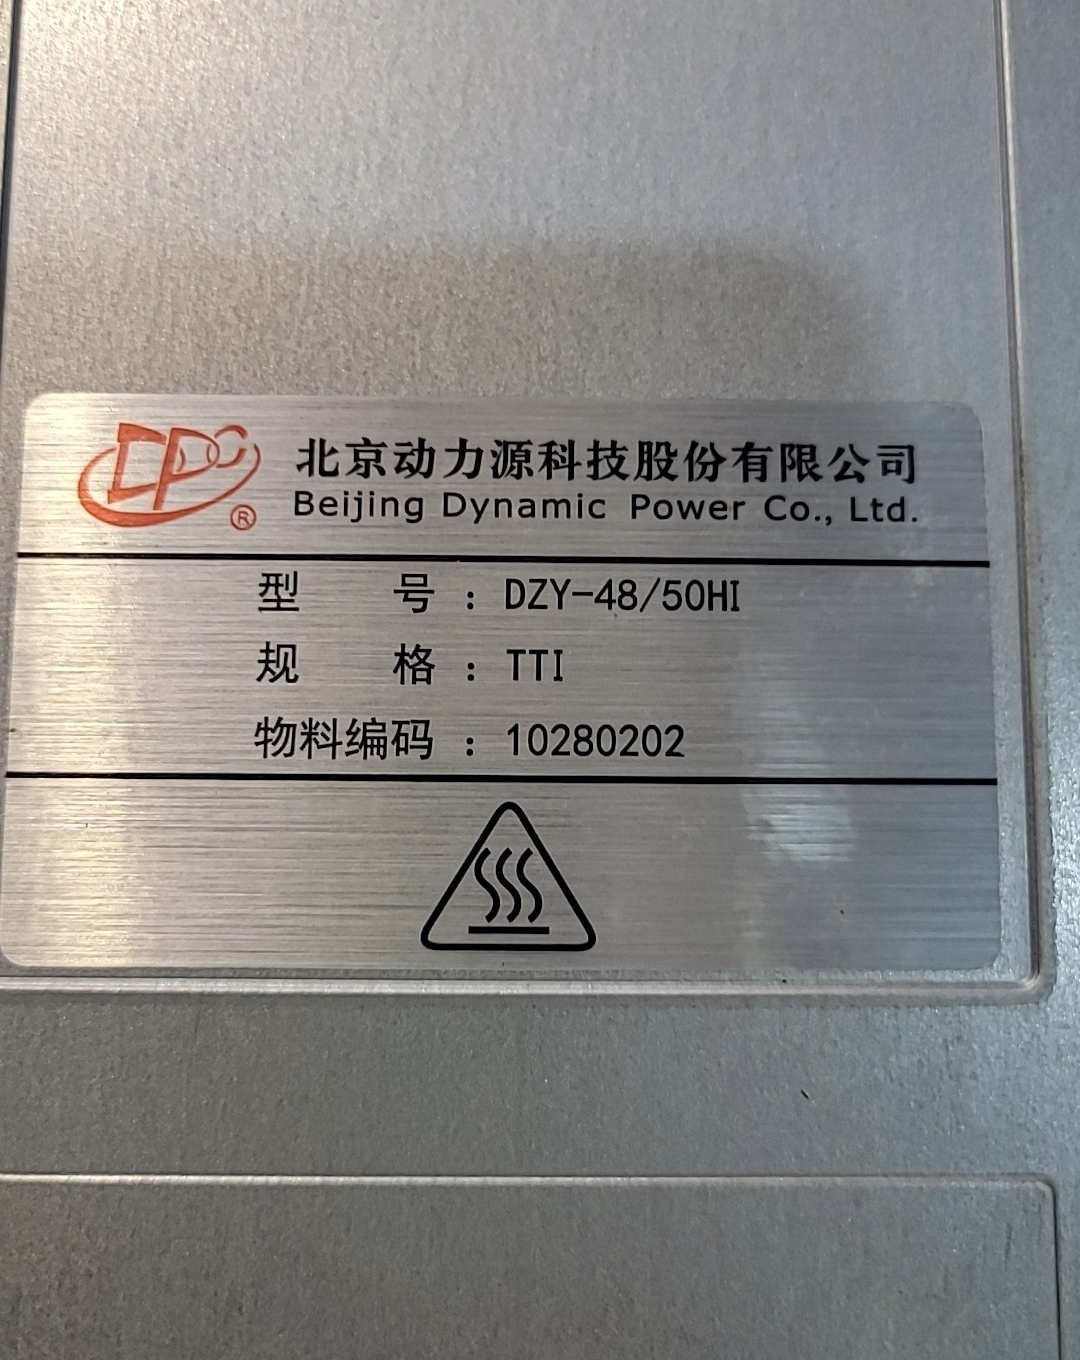 DPC ®
北京动力源科技股份有限公司
Beijing Dynamic Power Co., Ltd.
型 号 : DZY-48/50HI
规 格 : TTI
物料编码 : 10280202